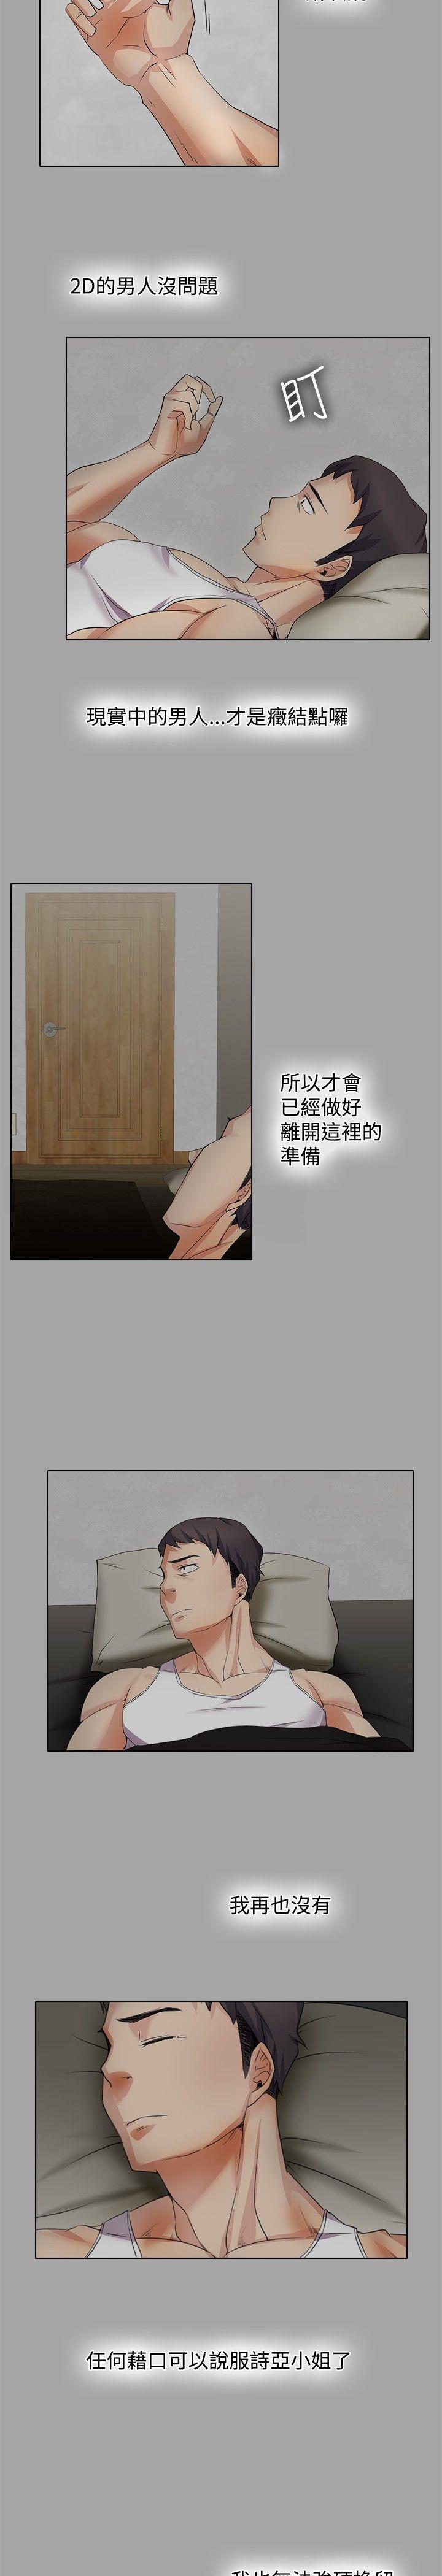 2D的男人沒問題
盯
現實中的男人...才是癥結點囉
所以才會
已經做好
離開這裡的
準備
我再也沒有
任何藉口可以說服詩亞小姐了